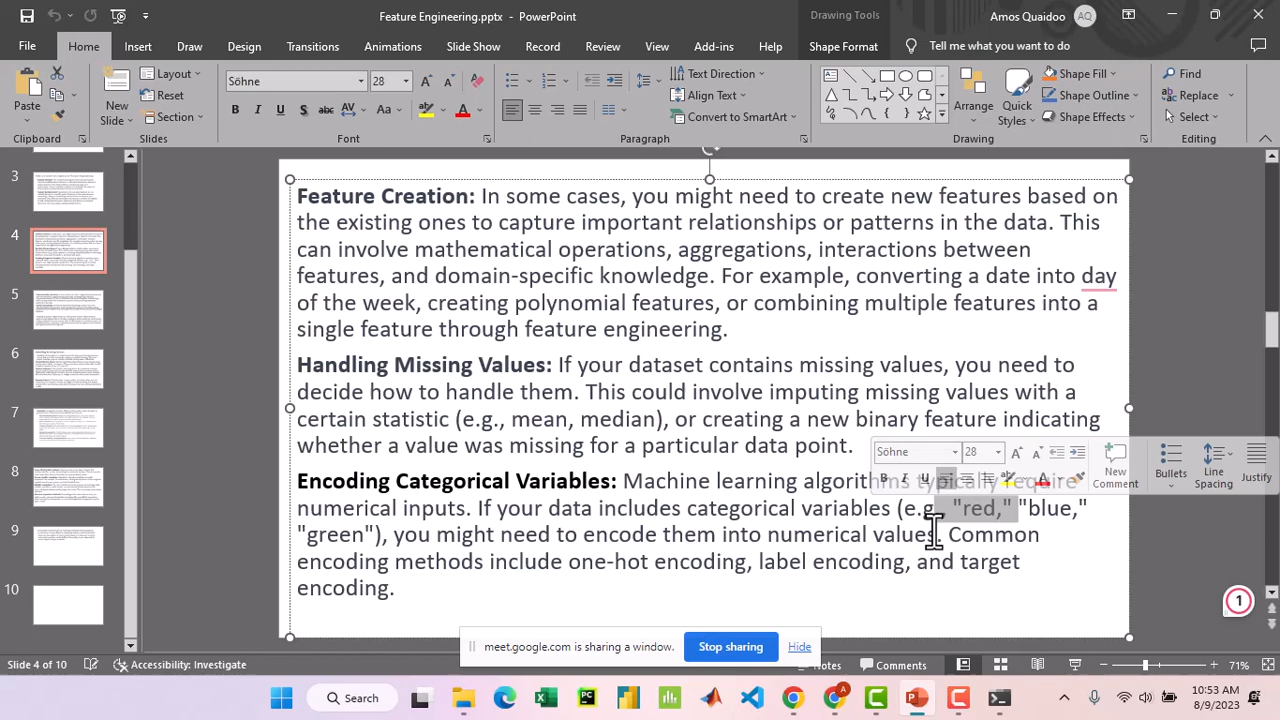 Feature Engineering.pptx - PowerPoint
Drawing Tools
Amos Quaidoo
AQ
File
Home
Insert
Draw
Design
Transitions
Animations
Slide Show
Record
Review
View
Add-ins
Help
Shape Format
Tell me what you want to do
Paste
New
Slide
Layout
Reset
Section
Söhne
28
Text Direction
Align Text
Convert to SmartArt
Arrange
Quick
Styles
Shape Fill
Shape Outline
Shape Effects
Find
Replace
Select
Clipboard
Slides
Font
Paragraph
Drawing
Editing
3
4
5
6
7
8
9
10
Feature Creation: In some cases, you might need to create new features based on
the existing ones to capture important relationships or patterns in the data. This
can involve mathematical operations, aggregations, interactions between
features, and domain-specific knowledge. For example, converting a date into day
of the week, creating polynomial features, or combining multiple features into a
single feature through feature engineering.
Handling Missing Values: If your dataset contains missing values, you need to
decide how to handle them. This could involve imputing missing values with a
certain statistic (e.g., mean, median), or creating a new binary feature indicating
whether a value was missing for a particular data point.
Encoding Categorical Variables: Machine learning algorithms typically require
numerical inputs. If your data includes categorical variables (e.g., "red," "blue,"
"green"), you might need to encode them into numerical values. Common
encoding methods include one-hot encoding, label encoding, and target
encoding.
Söhne
28
New
Comment
Line
Spacing
Justify
1
meet.google.com is sharing a window.
Stop sharing
Hide
Slide 4 of 10
Accessibility: Investigate
Notes
Comments
71%
Search
10:53 AM
8/9/2023